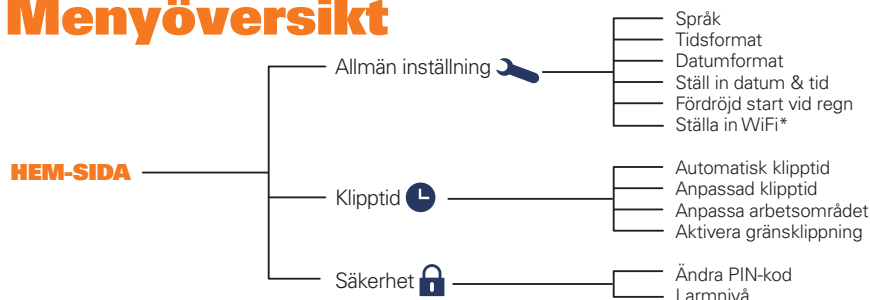 Menyöversikt
HEM-SIDA
Allmän inställning
Språk
Tidsformat
Datumformat
Ställ in datum & tid
Fördröjd start vid regn
Ställa in WiFi*
Klipptid
Automatisk klipptid
Anpassad klipptid
Anpassa arbetsområdet
Aktivera gränsklippning
Säkerhet
Ändra PIN-kod
Larmnivå